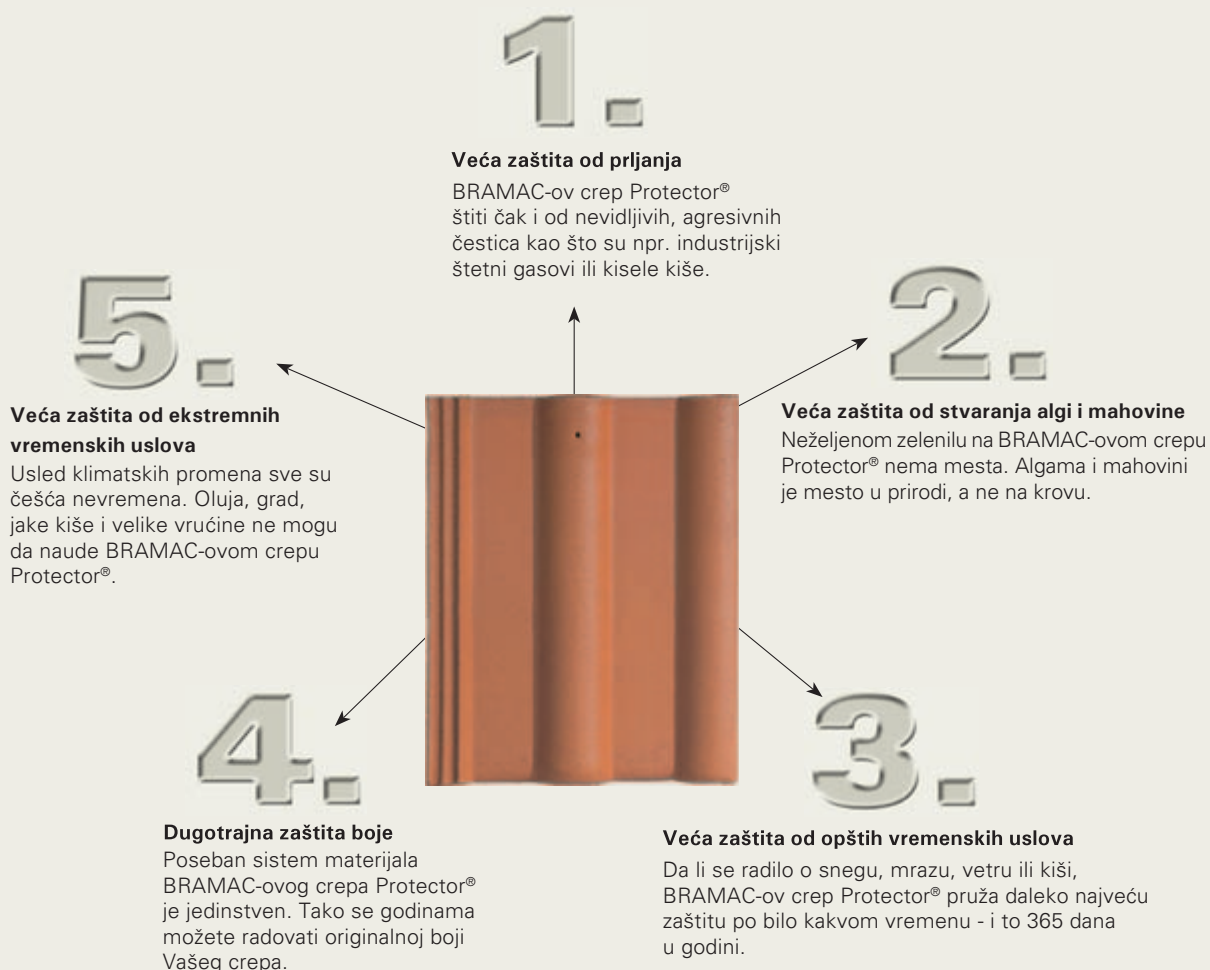 1.
Veća zaštita od prljanja
BRAMAC-ov crep Protector®
štiti čak i od nevidljivih, agresivnih
čestica kao što su npr. industrijski
štetni gasovi ili kisele kiše.
2.
Veća zaštita od stvaranja algi i mahovine
Neželjenom zelenilu na BRAMAC-ovom crepu
Protector® nema mesta. Algama i mahovini
je mesto u prirodi, a ne na krovu.
3.
Veća zaštita od opštih vremenskih uslova
Da li se radilo o snegu, mrazu, vetru ili kiši,
BRAMAC-ov crep Protector® pruža daleko najveću
zaštitu po bilo kakvom vremenu - i to 365 dana
u godini.
4.
Dugotrajna zaštita boje
Poseban sistem materijala
BRAMAC-ovog crepa Protector®
je jedinstven. Tako se godinama
možete radovati originalnoj boji
Vašeg crepa.
5.
Veća zaštita od ekstremnih
vremenskih uslova
Usled klimatskih promena sve su
češća nevremena. Oluja, grad,
jake kiše i velike vrućine ne mogu
da naude BRAMAC-ovom crepu
Protector®.